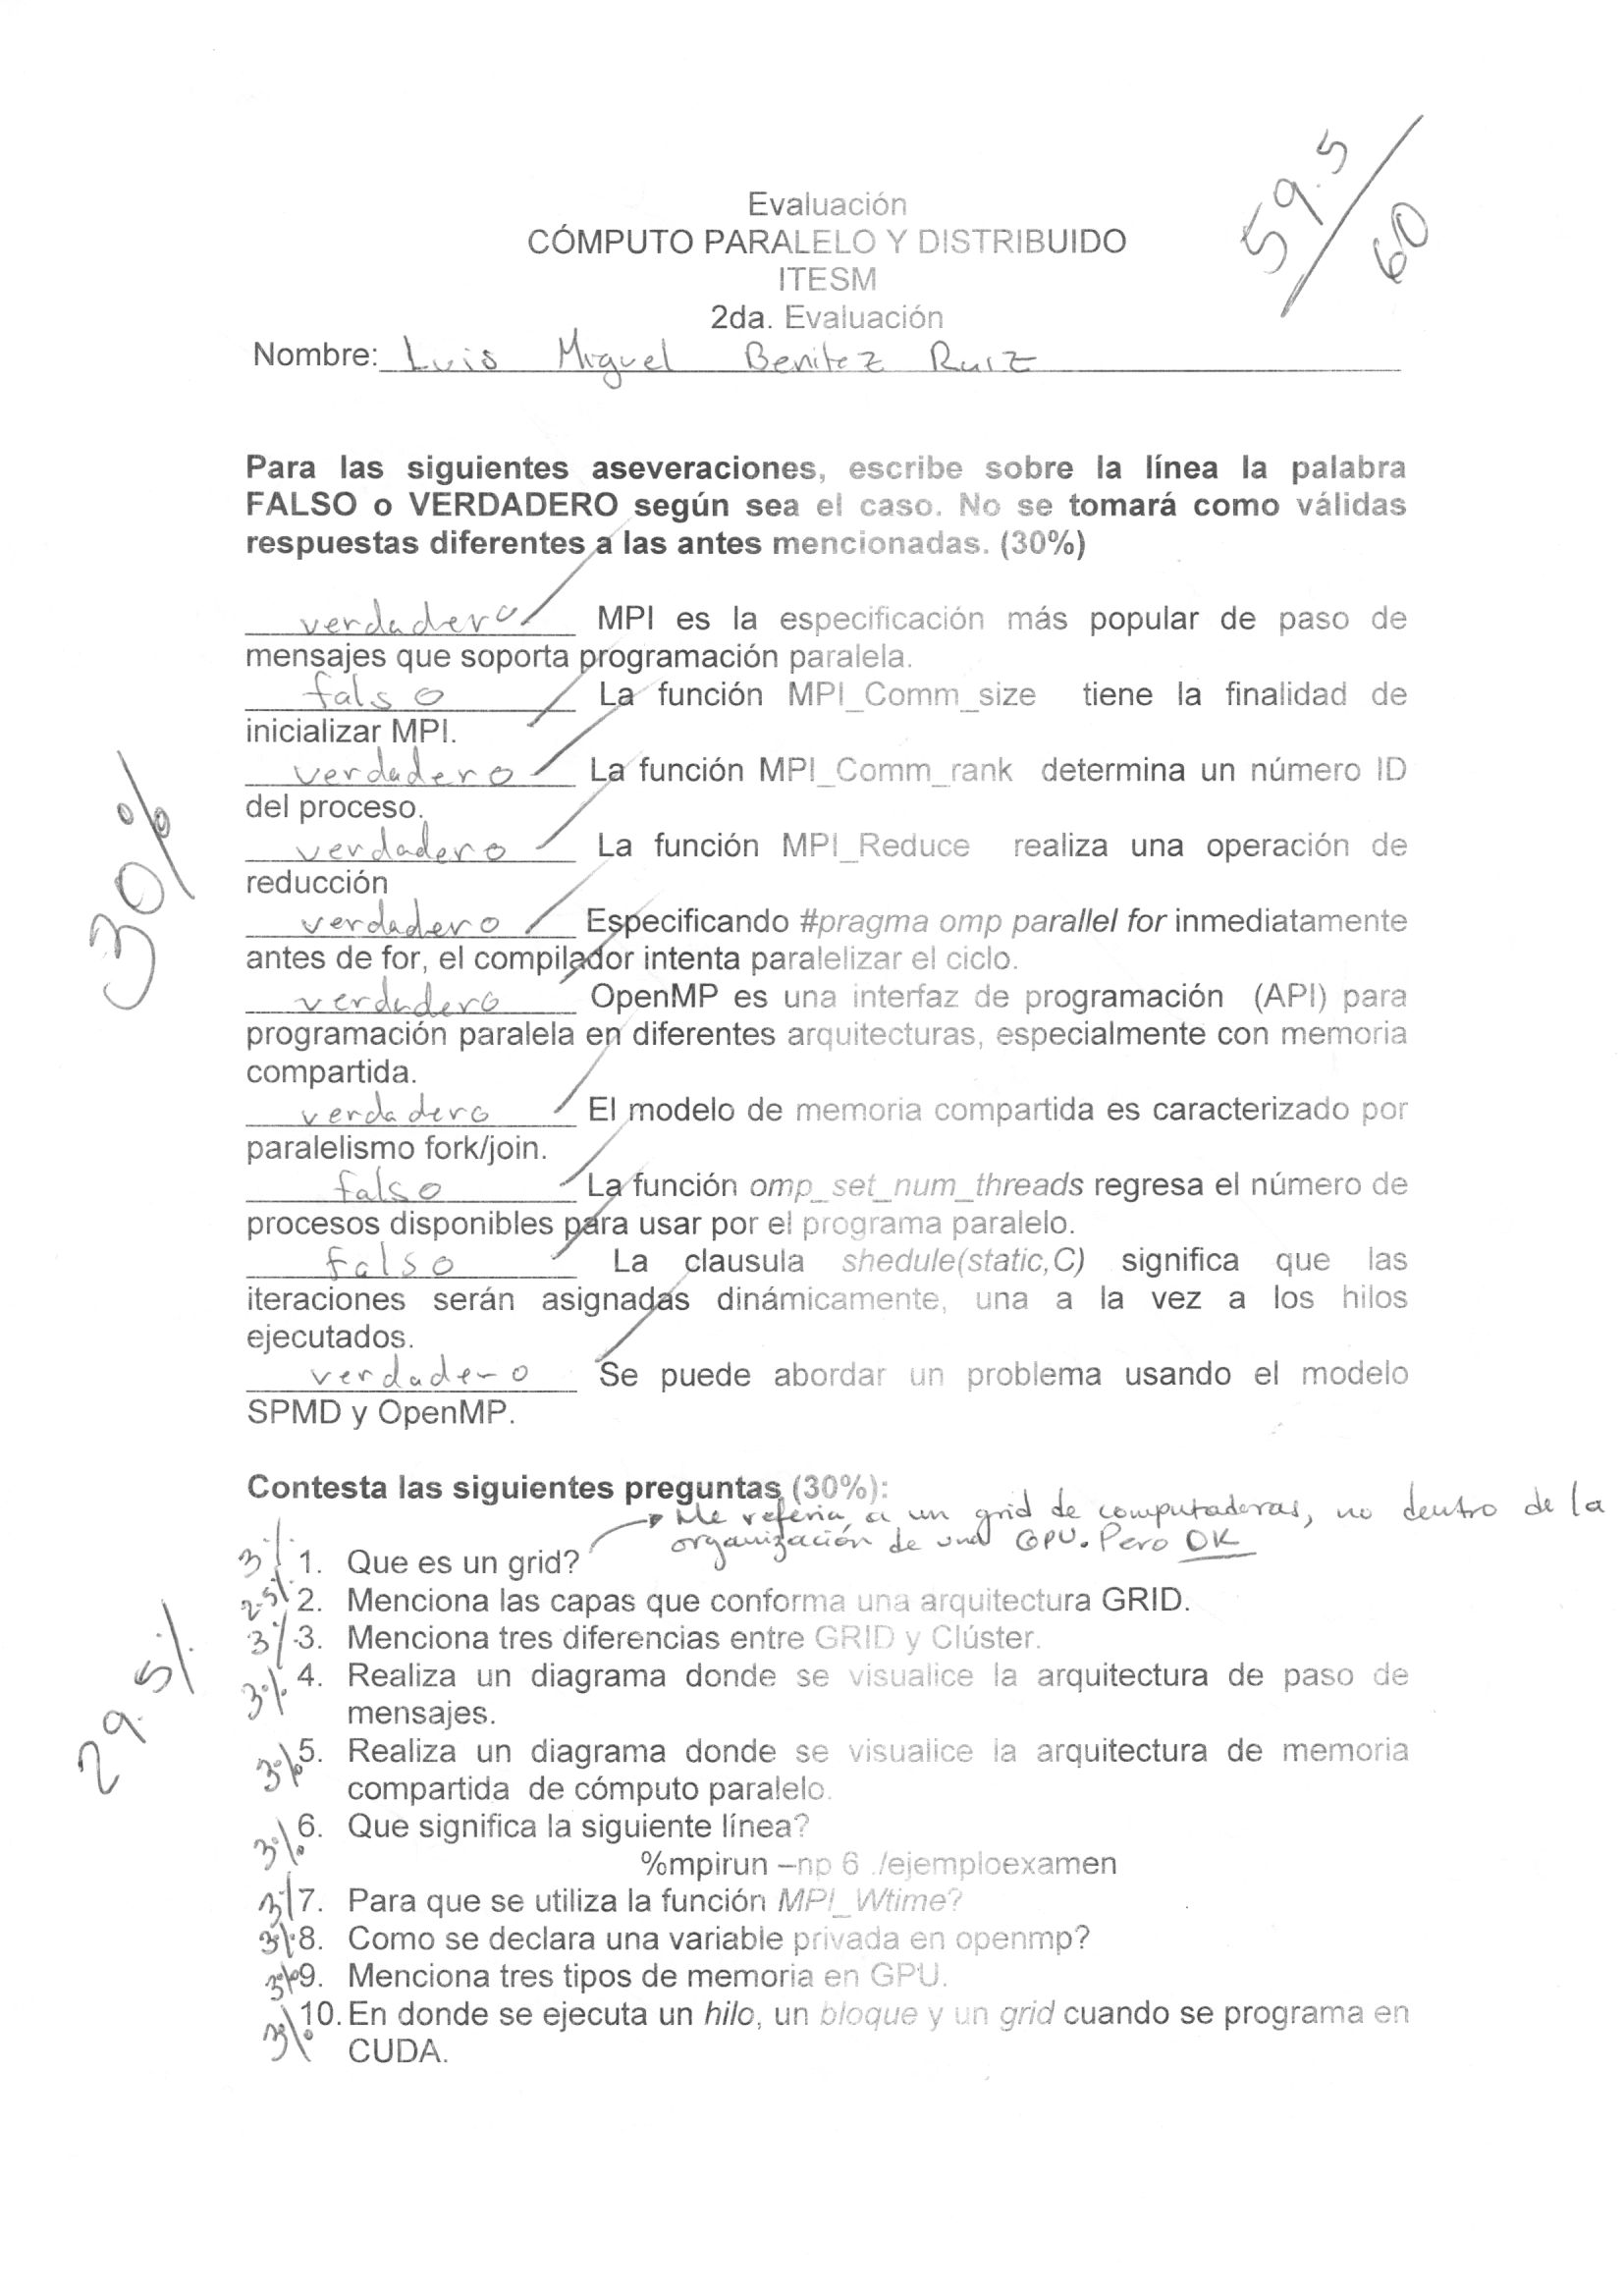 59.5/60
Evaluación
CÓMPUTO PARALELO Y DISTRIBUIDO
ITESM
2da. Evaluación
Nombre: Luis Miguel Benitez Ruiz
Para las siguientes aseveraciones, escribe sobre la línea la palabra
FALSO o VERDADERO según sea el caso. No se tomará como válidas
respuestas diferentes a las antes mencionadas. (30%)
verdadero MPI es la especificación más popular de paso de
mensajes que soporta programación paralela.
falso La función MPI_Comm_size tiene la finalidad de
inicializar MPI.
verdadero La función MPI_Comm_rank determina un número ID
del proceso.
verdadero La función MPI_Reduce realiza una operación de
reducción
30%
verdadero Especificando #pragma omp parallel for inmediatamente
antes de for, el compilador intenta paralelizar el ciclo.
verdadero OpenMP es una interfaz de programación (API) para
programación paralela en diferentes arquitecturas, especialmente con memoria
compartida.
verdadero El modelo de memoria compartida es caracterizado por
paralelismo fork/join.
falso La función omp_set_num_threads regresa el número de
procesos disponibles para usar por el programa paralelo.
falso La clausula shedule(static,C) significa que las
iteraciones serán asignadas dinámicamente, una a la vez a los hilos
ejecutados.
verdadero Se puede abordar un problema usando el modelo
SPMD y OpenMP.
Contesta las siguientes preguntas (30%):
Me refería a un grid de computadoras, no dentro de la
organización de una GPU. Pero OK
3% 1. Que es un grid?
2.5% 2. Menciona las capas que conforma una arquitectura GRID.
3% 3. Menciona tres diferencias entre GRID y Clúster.
3% 4. Realiza un diagrama donde se visualice la arquitectura de paso de
mensajes.
29.5%
3% 5. Realiza un diagrama donde se visualice la arquitectura de memoria
compartida de cómputo paralelo.
3% 6. Que significa la siguiente línea?
%mpirun –np 6 ./ejemploexamen
3% 7. Para que se utiliza la función MPI_Wtime?
3% 8. Como se declara una variable privada en openmp?
3% 9. Menciona tres tipos de memoria en GPU.
3% 10. En donde se ejecuta un hilo, un bloque y un grid cuando se programa en
CUDA.